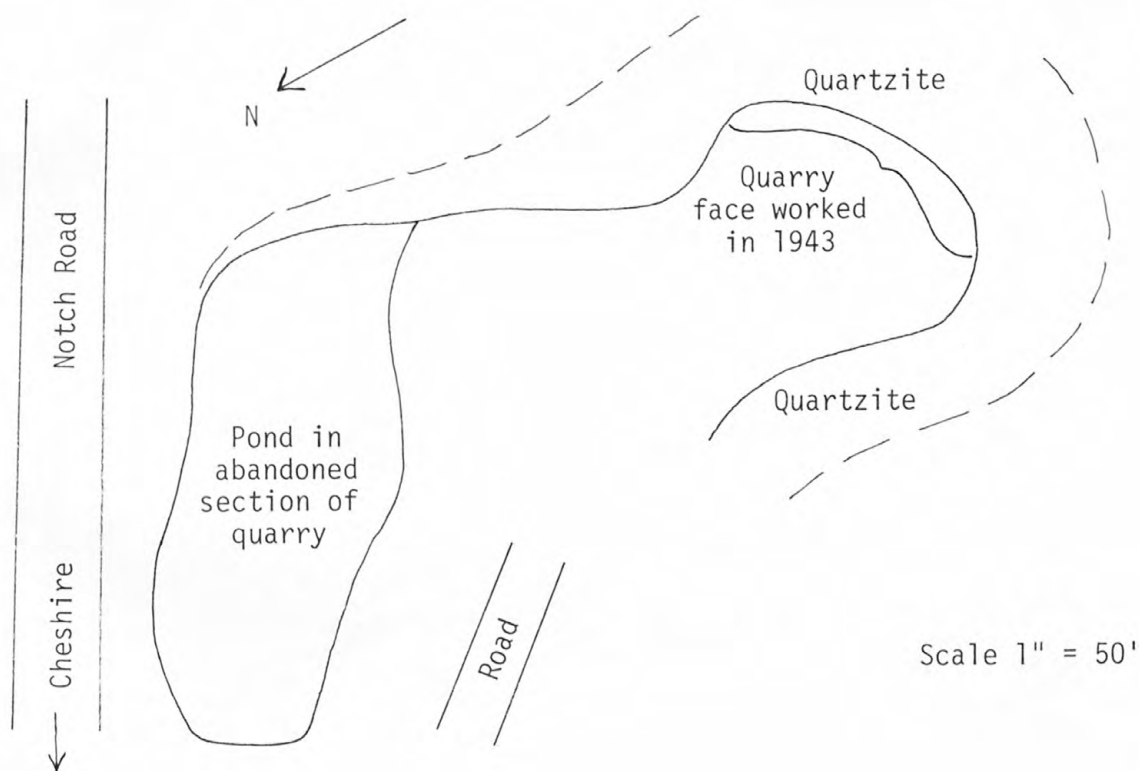 N
Quartzite
Quarry
face worked
in 1943
Notch Road
Quartzite
Pond in
abandoned
section of
quarry
Cheshire
Road
Scale 1" = 50'